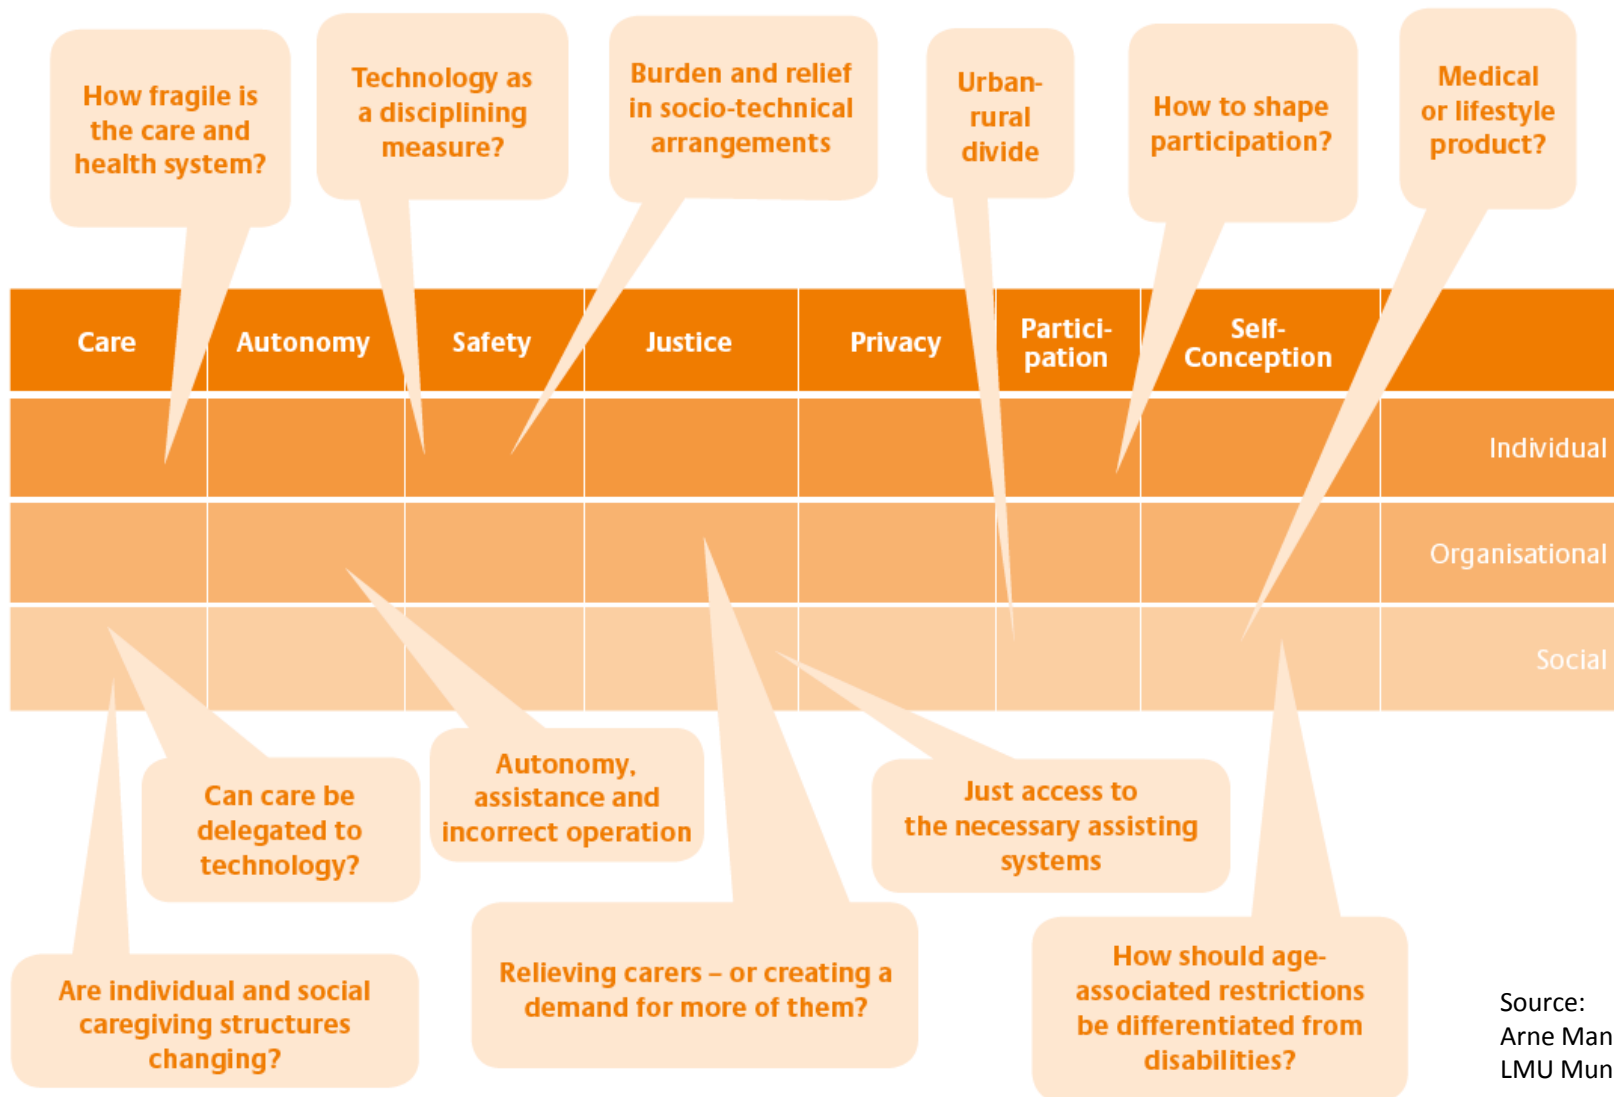 How fragile is
the care and
health system?
Technology as
a disciplining
measure?
Burden and relief
in socio-technical
arrangements
Urban-
rural
divide
How to shape
participation?
Medical
or lifestyle
product?
Care
Autonomy
Safety
Justice
Privacy
Partici-
pation
Self-
Conception
Individual
Organisational
Social
Can care be
delegated to
technology?
Autonomy,
assistance and
incorrect operation
Just access to
the necessary assisting
systems
Are individual and social
caregiving structures
changing?
Relieving carers – or creating a
demand for more of them?
How should age-
associated restrictions
be differentiated from
disabilities?
Source:
Arne Man
LMU Mun